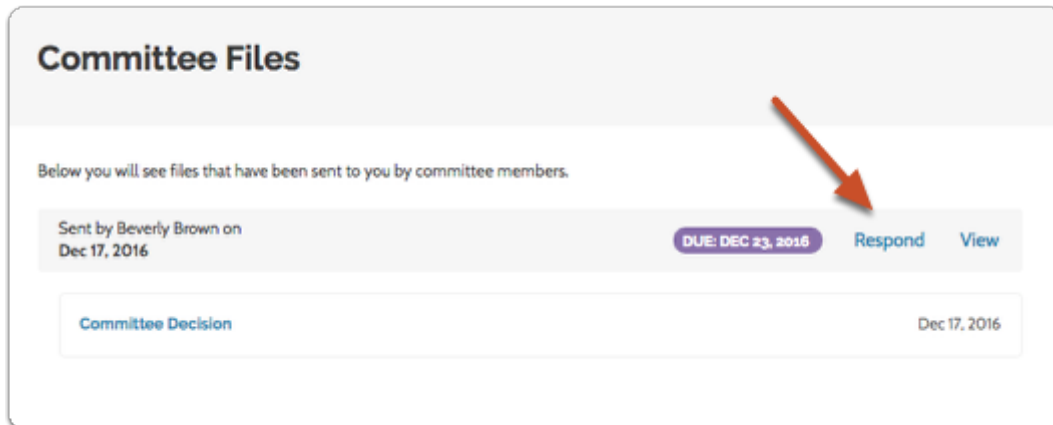 Committee Files
Below you will see files that have been sent to you by committee members.
Sent by Beverly Brown on
Dec 17, 2016
DUE: DEC 23, 2016
Respond
View
Committee Decision
Dec 17, 2016